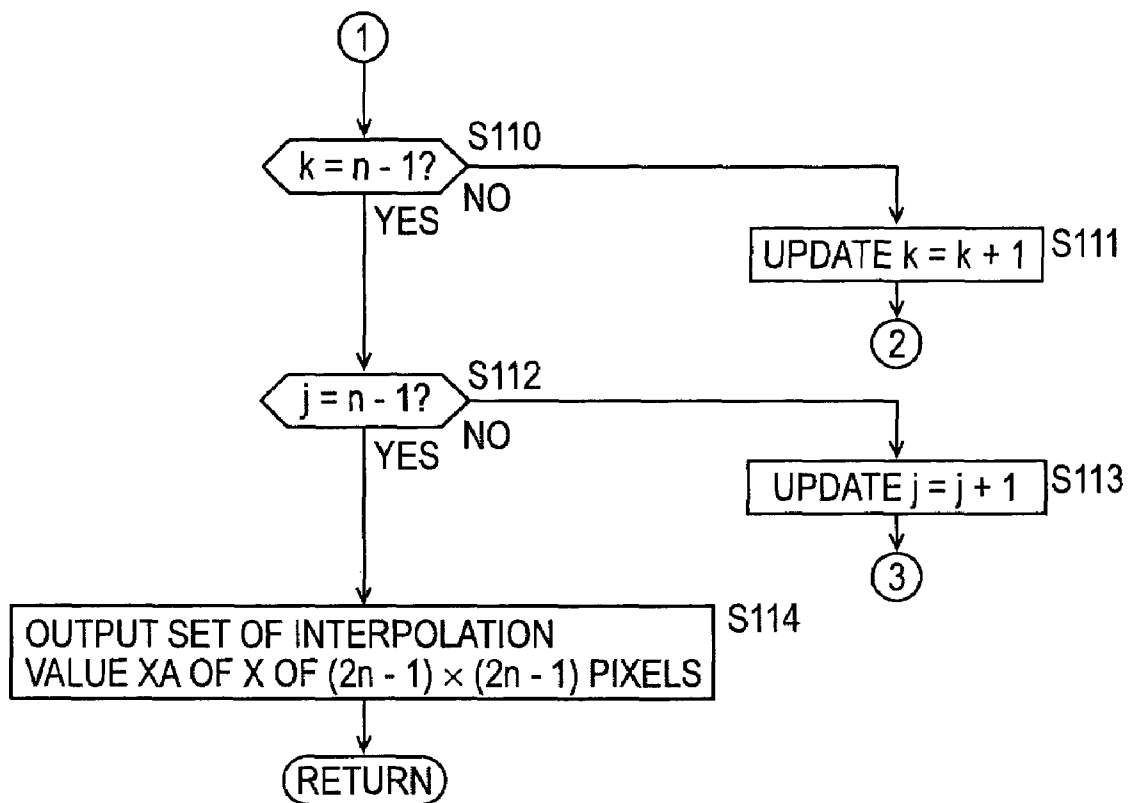 1
S110
k = n - 1?
NO
YES
UPDATE k = k + 1
S111
2
S112
j = n - 1?
NO
YES
UPDATE j = j + 1
S113
3
S114
OUTPUT SET OF INTERPOLATION
VALUE XA OF X OF (2n - 1) × (2n - 1) PIXELS
RETURN